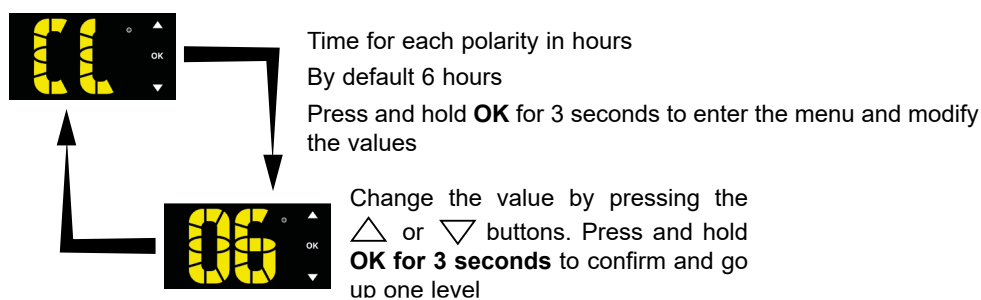 CL
OK
Time for each polarity in hours
By default 6 hours
Press and hold OK for 3 seconds to enter the menu and modify
the values
06
OK
Change the value by pressing the
△ or ▽ buttons. Press and hold
OK for 3 seconds to confirm and go
up one level